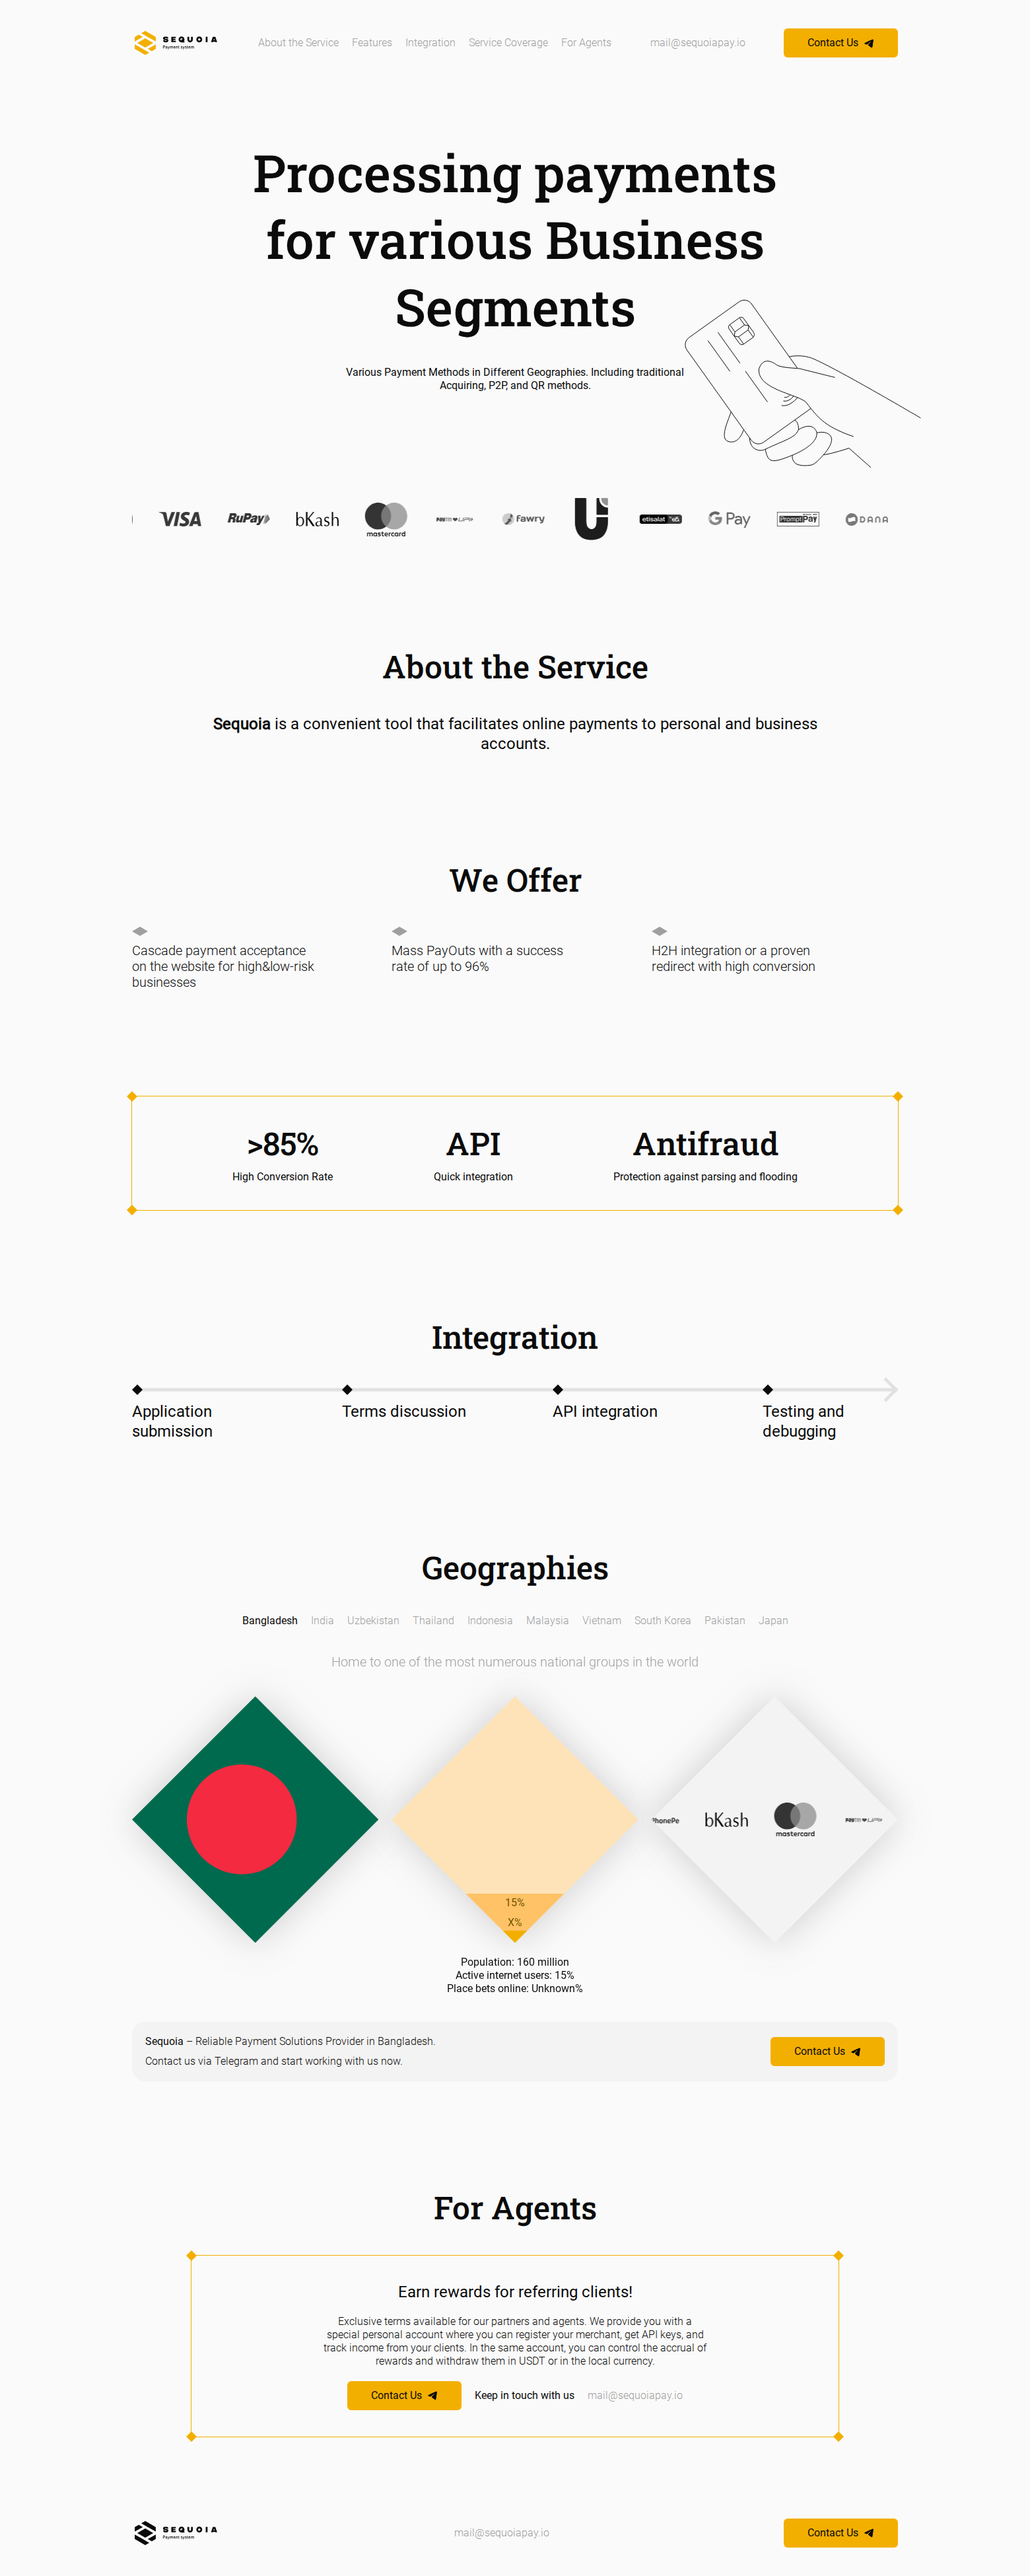 SEQUOIA
Payment system
About the Service Features Integration Service Coverage For Agents mail@sequoiapay.io Contact Us
Processing payments
for various Business
Segments
Various Payment Methods in Different Geographies. Including traditional
Acquiring, P2P, and QR methods.
VISA RuPay bKash mastercard Paytm UPI fawry U etisalat e& G Pay PromptPay DANA
About the Service
Sequoia is a convenient tool that facilitates online payments to personal and business
accounts.
We Offer
Cascade payment acceptance
on the website for high&low-risk
businesses
Mass PayOuts with a success
rate of up to 96%
H2H integration or a proven
redirect with high conversion
>85%
High Conversion Rate
API
Quick integration
Antifraud
Protection against parsing and flooding
Integration
Application
submission
Terms discussion
API integration
Testing and
debugging
Geographies
Bangladesh India Uzbekistan Thailand Indonesia Malaysia Vietnam South Korea Pakistan Japan
Home to one of the most numerous national groups in the world
15%
X%
PhonePe bKash mastercard Paytm UPI
Population: 160 million
Active internet users: 15%
Place bets online: Unknown%
Sequoia – Reliable Payment Solutions Provider in Bangladesh.
Contact us via Telegram and start working with us now.
Contact Us
For Agents
Earn rewards for referring clients!
Exclusive terms available for our partners and agents. We provide you with a
special personal account where you can register your merchant, get API keys, and
track income from your clients. In the same account, you can control the accrual of
rewards and withdraw them in USDT or in the local currency.
Contact Us Keep in touch with us mail@sequoiapay.io
SEQUOIA
Payment system
mail@sequoiapay.io
Contact Us